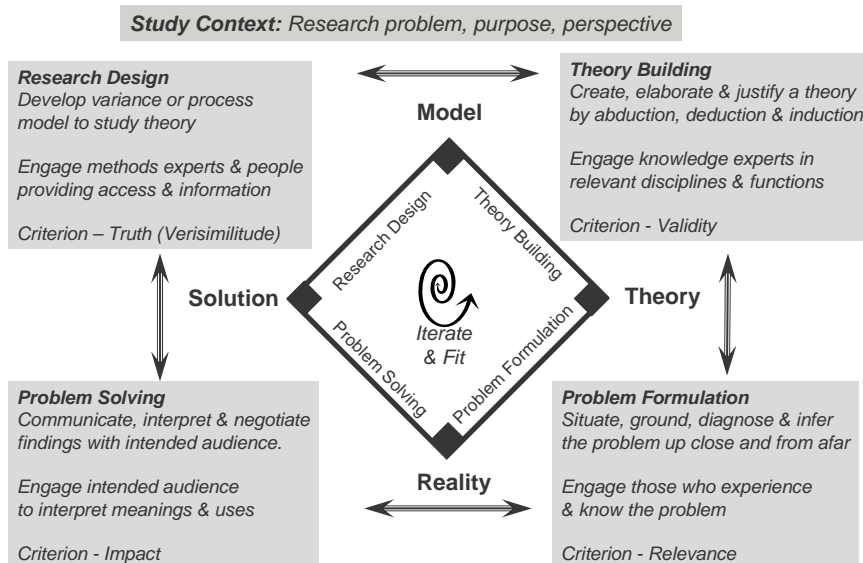 Study Context: Research problem, purpose, perspective
Research Design
Develop variance or process
model to study theory
Engage methods experts & people
providing access & information
Criterion – Truth (Verisimilitude)
Theory Building
Create, elaborate & justify a theory
by abduction, deduction & induction
Engage knowledge experts in
relevant disciplines & functions
Criterion - Validity
Model
Research Design
Theory Building
Solution
Theory
Iterate
& Fit
Problem Solving
Problem Formulation
Reality
Problem Solving
Communicate, interpret & negotiate
findings with intended audience.
Engage intended audience
to interpret meanings & uses
Criterion - Impact
Problem Formulation
Situate, ground, diagnose & infer
the problem up close and from afar
Engage those who experience
& know the problem
Criterion - Relevance